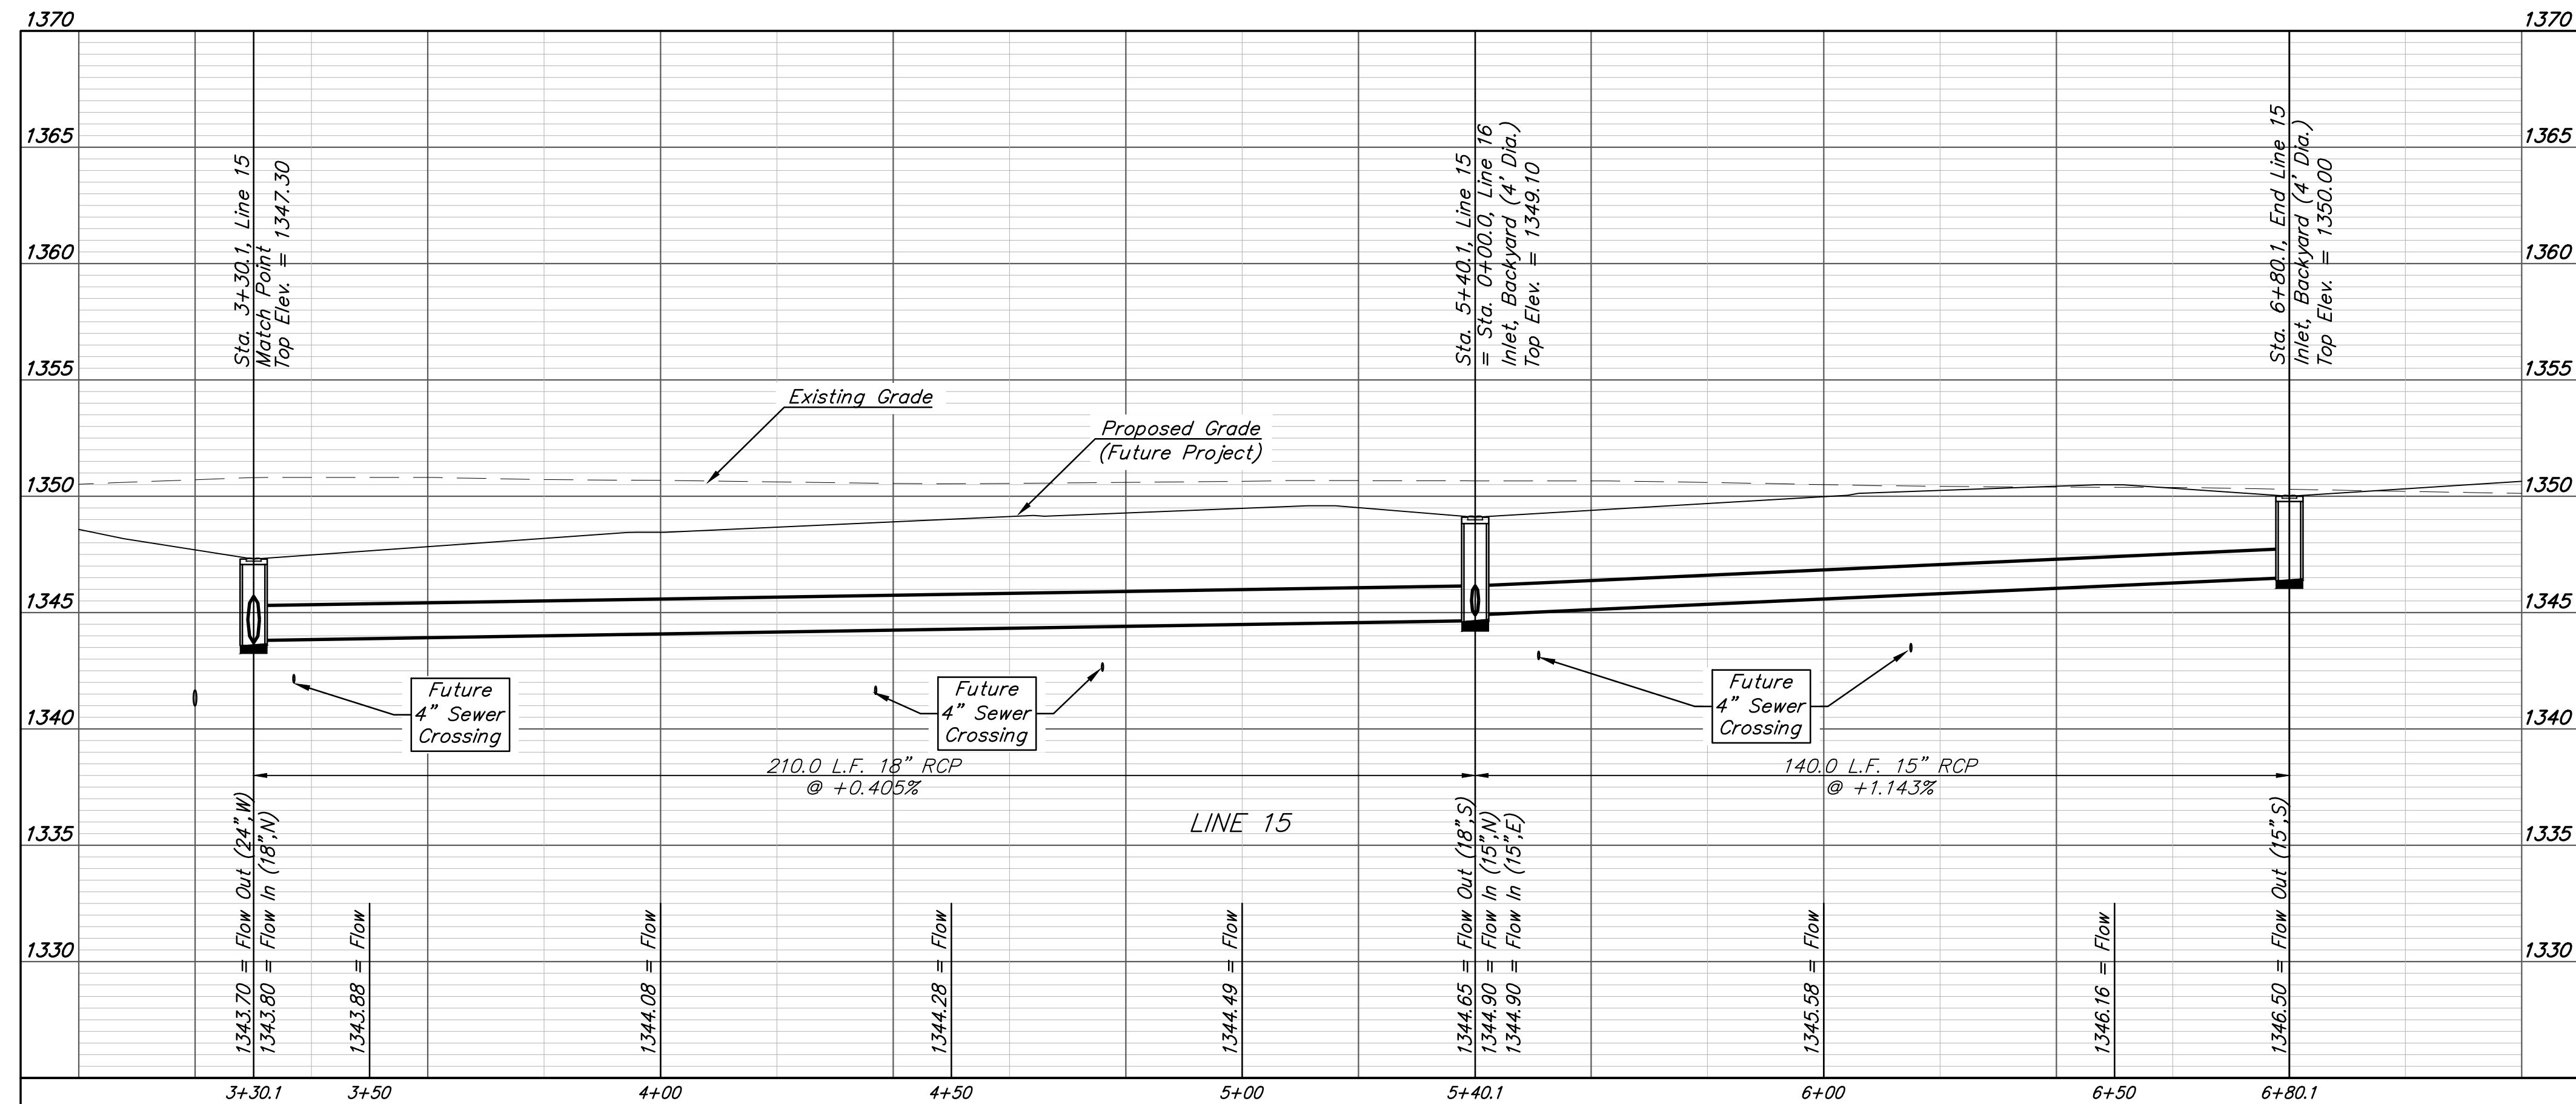 1370
1370
1365
1365
1360
1360
1355
1355
1350
1350
1345
1345
1340
1340
1335
1335
1330
1330
Sta. 3+30.1, Line 15
Match Point
Top Elev. = 1347.30
Sta. 5+40.1, Line 15
= Sta. 0+00.0, Line 16
Inlet, Backyard (4' Dia.)
Top Elev. = 1349.10
Sta. 6+80.1, End Line 15
Inlet, Backyard (4' Dia.)
Top Elev. = 1350.00
Existing Grade
Proposed Grade
(Future Project)
Future
4" Sewer
Crossing
Future
4" Sewer
Crossing
Future
4" Sewer
Crossing
210.0 L.F. 18" RCP
@ +0.405%
140.0 L.F. 15" RCP
@ +1.143%
LINE 15
1343.70 = Flow Out (24",W)
1343.80 = Flow In (18",N)
1343.88 = Flow
1344.08 = Flow
1344.28 = Flow
1344.49 = Flow
1344.65 = Flow Out (18",S)
1344.90 = Flow In (15",N)
1344.90 = Flow In (15",E)
1345.58 = Flow
1346.16 = Flow
1346.50 = Flow Out (15",S)
3+30.1
3+50
4+00
4+50
5+00
5+40.1
6+00
6+50
6+80.1